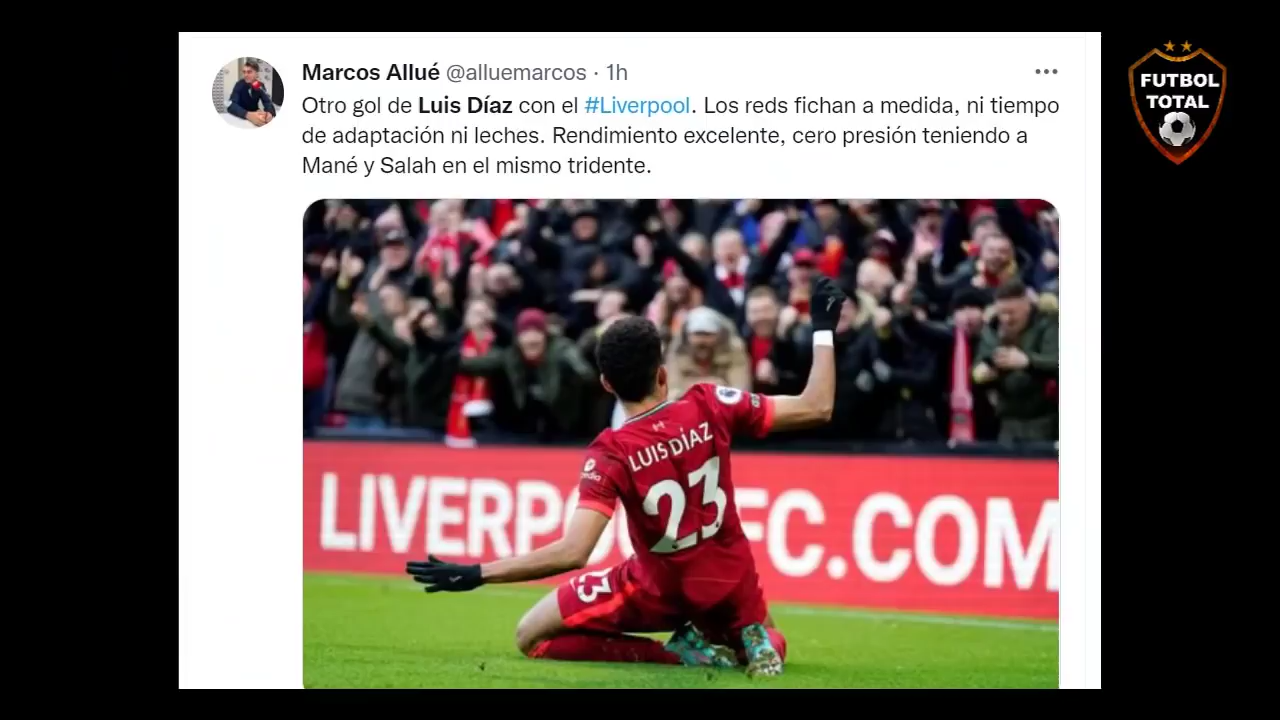 Marcos Allué @alluemarcos · 1h
Otro gol de Luis Díaz con el #Liverpool. Los reds fichan a medida, ni tiempo
de adaptación ni leches. Rendimiento excelente, cero presión teniendo a
Mané y Salah en el mismo tridente.
FUTBOL
TOTAL
LUIS DÍAZ
23
LIVERPO FC.COM
23